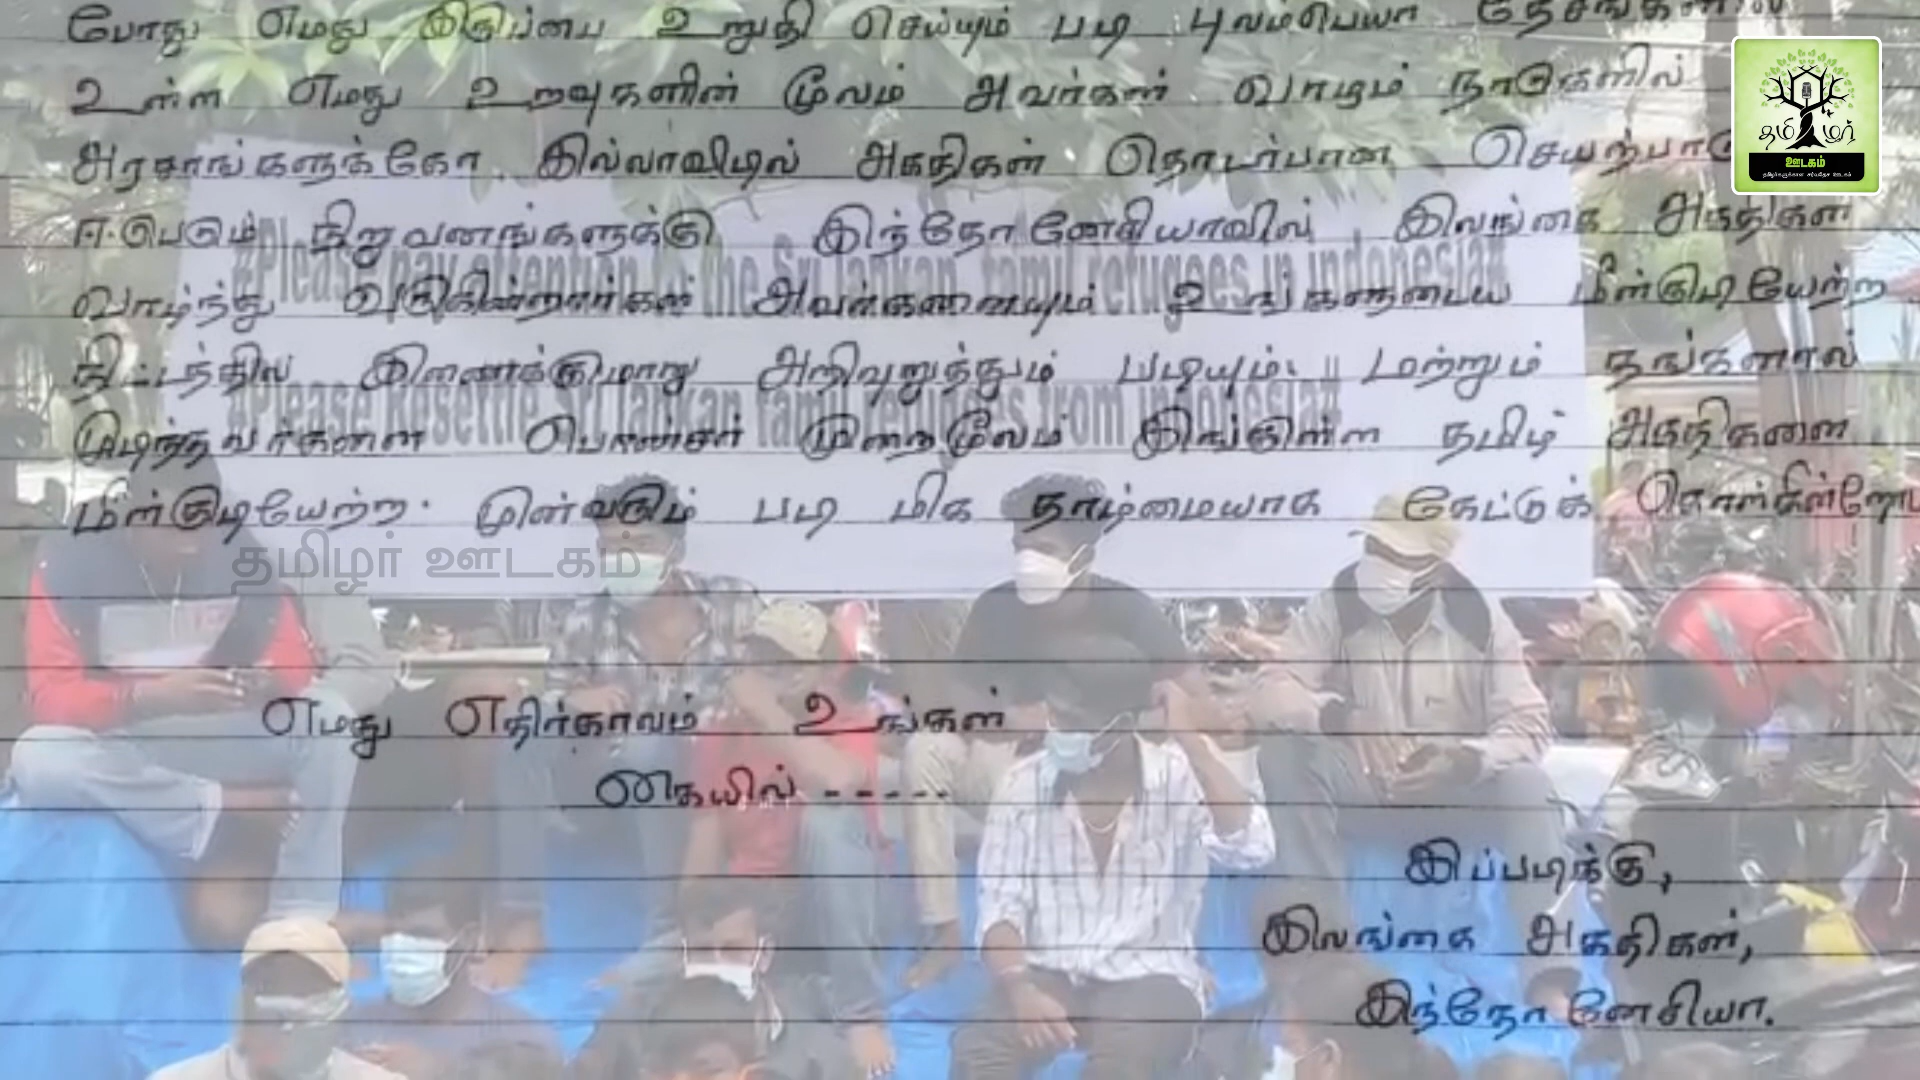 போது எமது இருப்பை உறுதி செய்யும் படி புலம்பெயர் தேசங்களில்
உள்ள எமது உறவுகளின் மூலம் அவர்கள் வாழும் நாடுகளில்
அரசாங்களுக்கோ இல்லாவிடில் அகதிகள் தொடர்பான
ஈடுபெடும் நிறுவனங்களுக்கு இந்தோனேசியாவில் இலங்கை அகதிகள்
#Please pay attention to the Sri lankan tamil refugees in indonesia#
வாழ்ந்து வருகின்றார்கள் அவர்களையும் உங்களுடைய மீள்குடியேற்ற
திட்டத்தில் இணைக்குமாறு அறிவுறுத்தும் படியும். மற்றும் தங்களால்
#Please Resettle Sri lankan tamil refugees from indonesia#
முடிந்தவர்களை பொண்சர் முறைமூலம் இங்குள்ள தமிழ் அகதிகளை
மீள்குடியேற்ற. முன்வரும் படி மிக தாழ்மையாக கேட்டுக்
தமிழர் ஊடகம்
எமது எதிர்காலம் உங்கள்
கையில் -----
இப்படிக்கு,
இலங்கை அகதிகள்,
இந்தோனேசியா.
தமிழர்
ஊடகம்